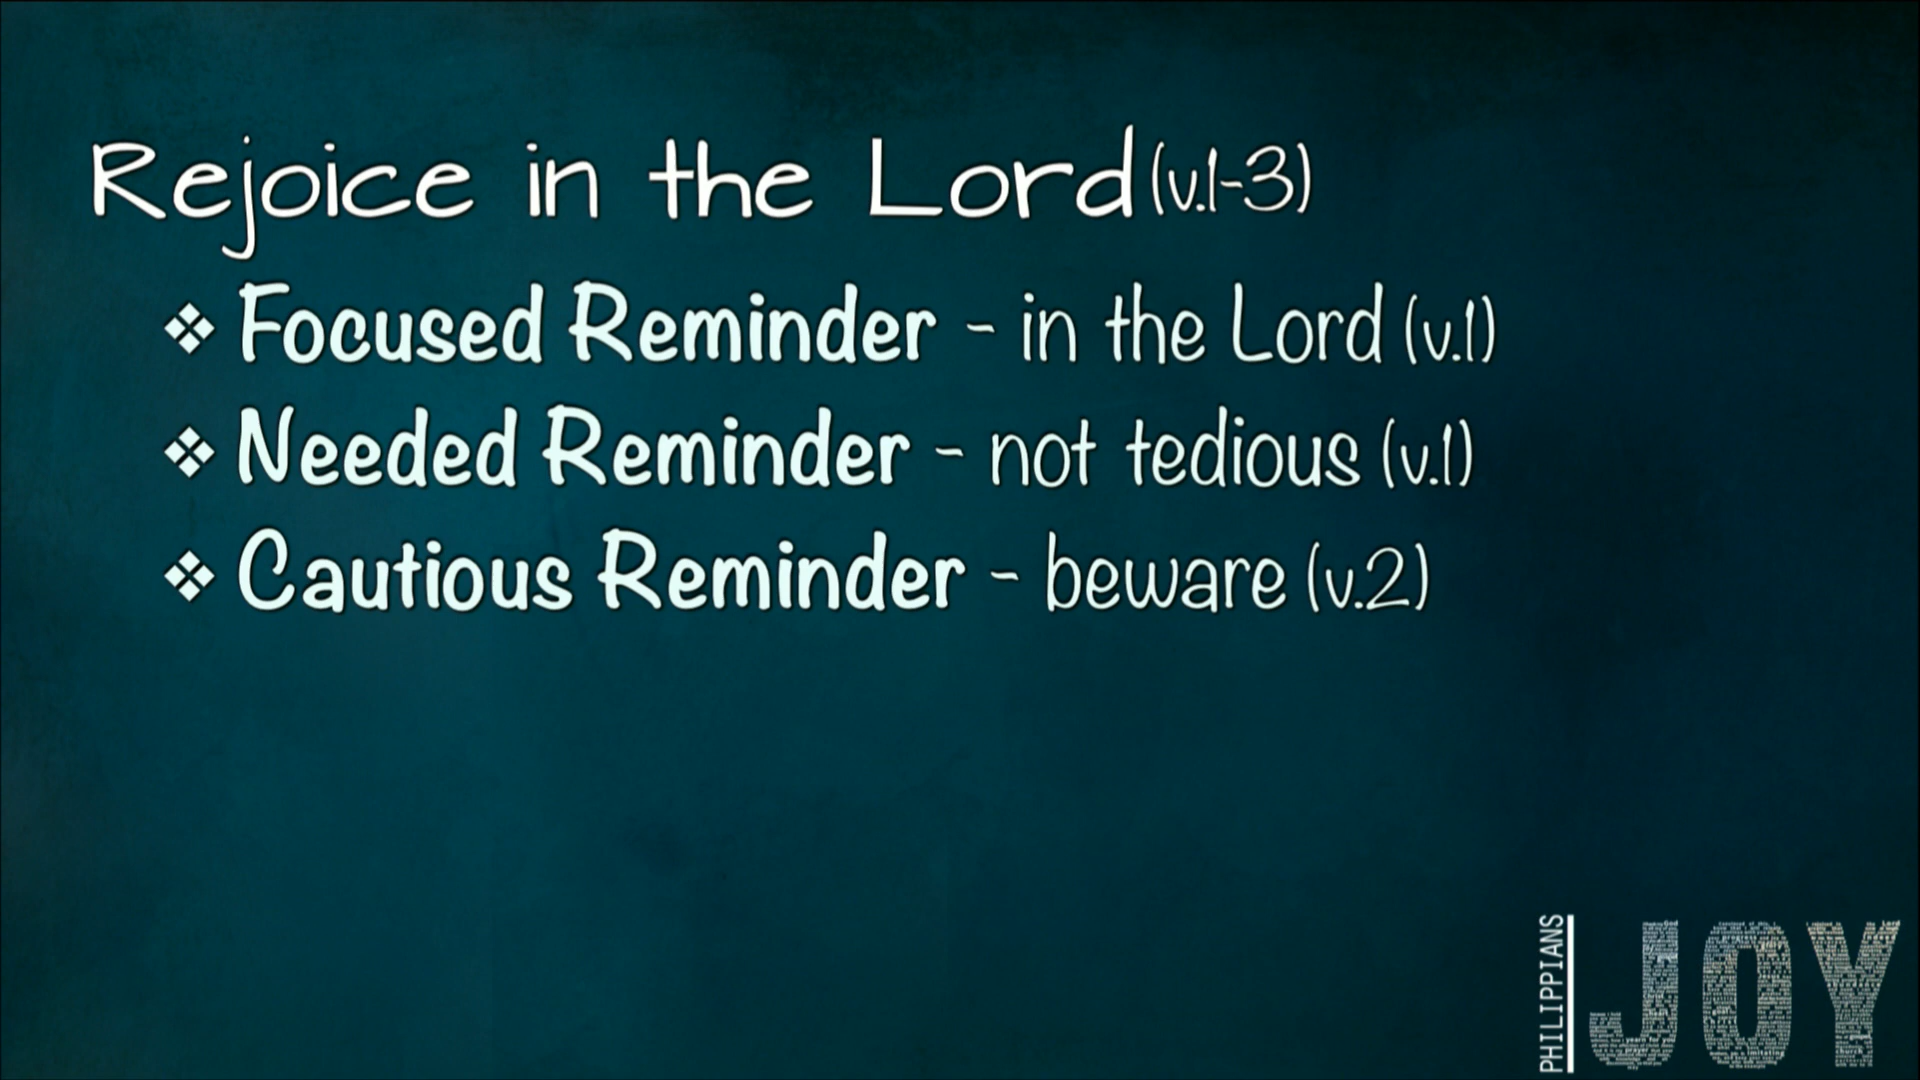 Rejoice in the Lord (v.1-3)
❖ Focused Reminder - in the Lord (v.1)
❖ Needed Reminder - not tedious (v.1)
❖ Cautious Reminder - beware (v.2)
PHILIPPIANS
JOY